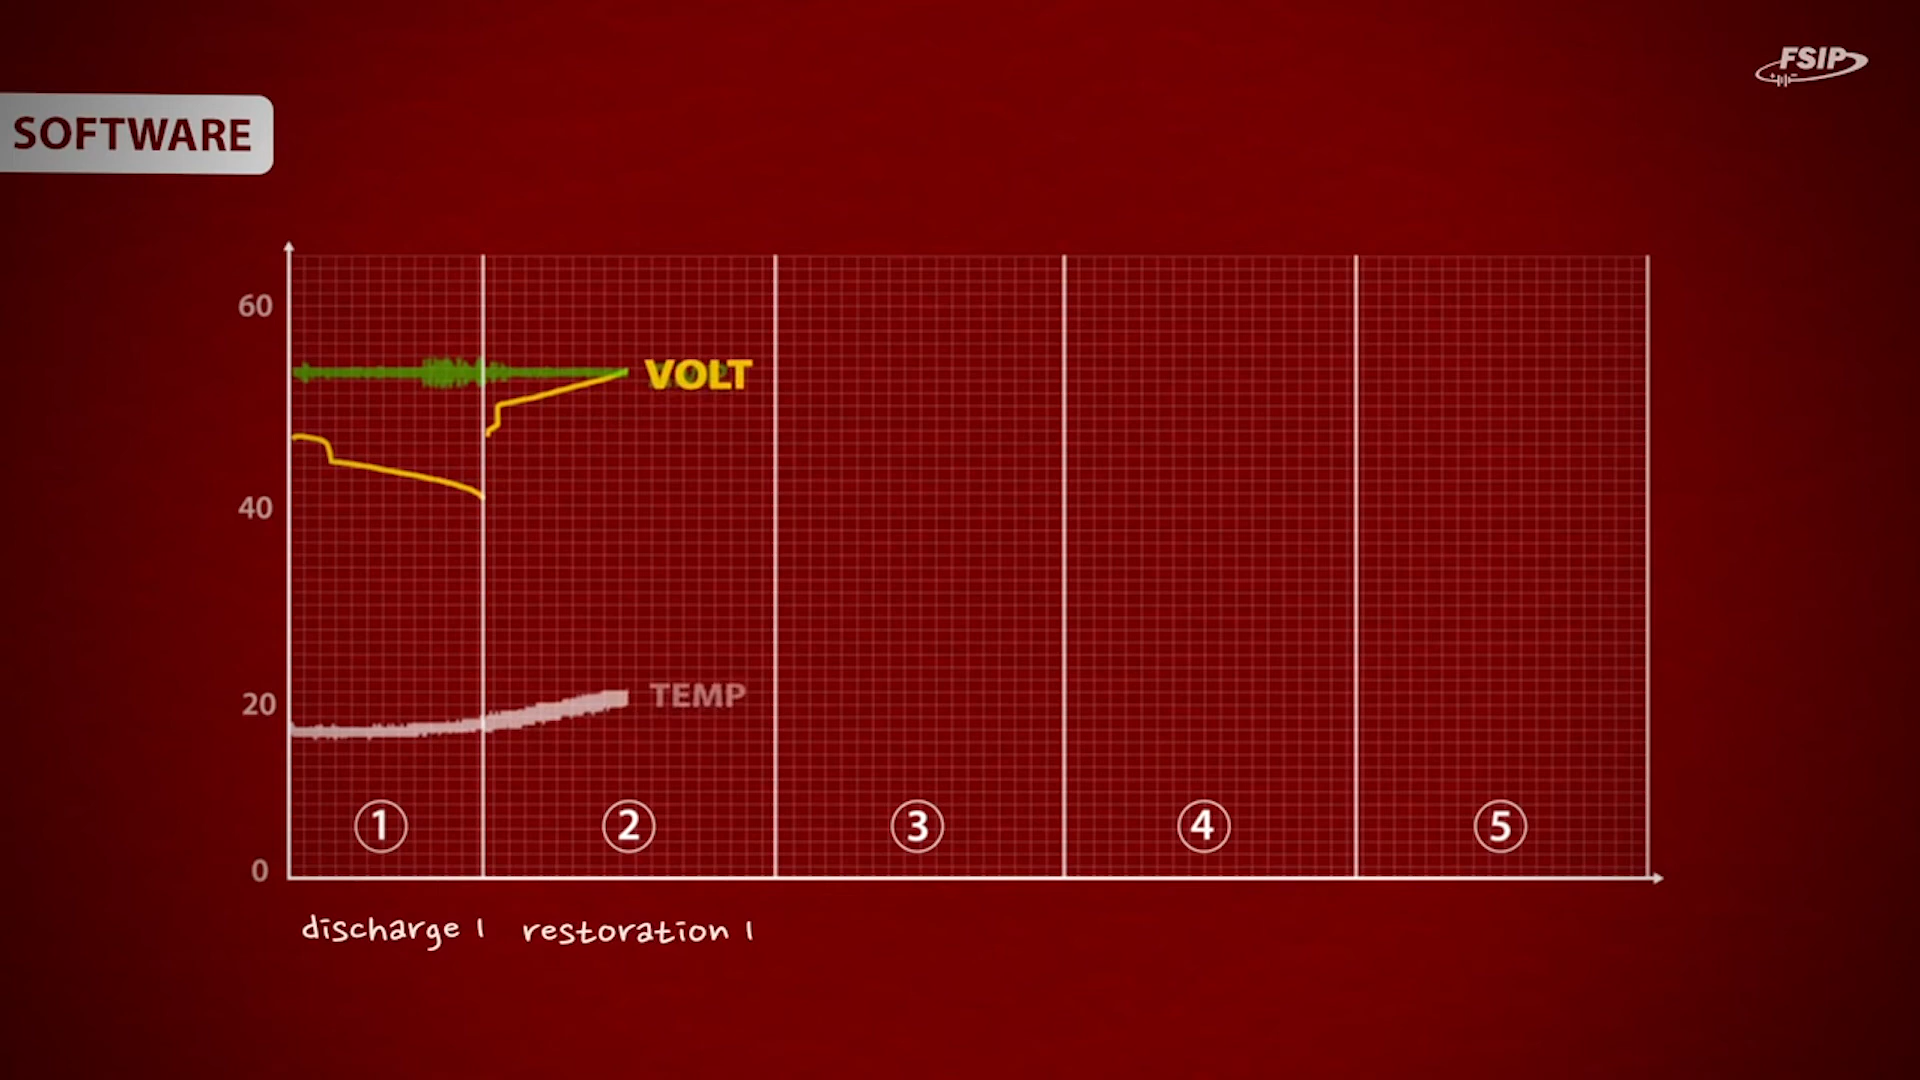 FSIP
SOFTWARE
60
VOLT
40
20
TEMP
1 2 3 4 5
0
discharge 1 restoration 1